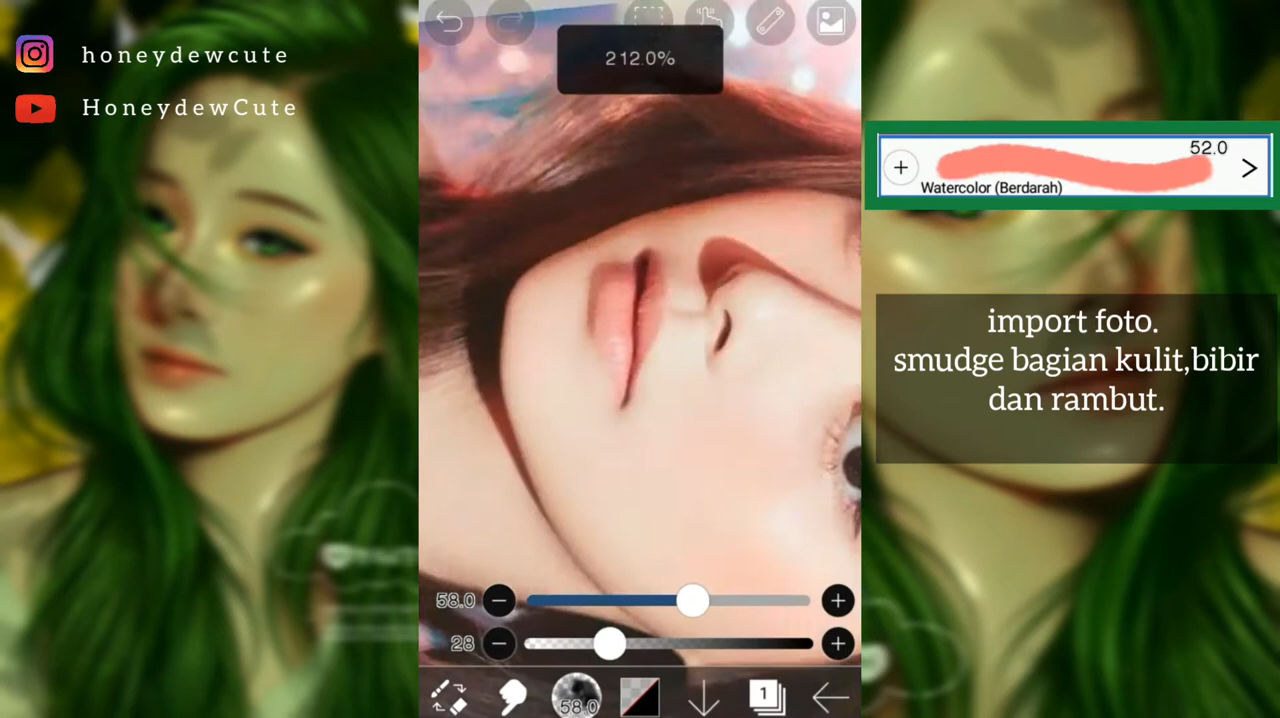 honeydewcute
HoneydewCute
212.0%
52.0
Watercolor (Berdarah)
import foto.
smudge bagian kulit,bibir
dan rambut.
58.0
28
58.0
1